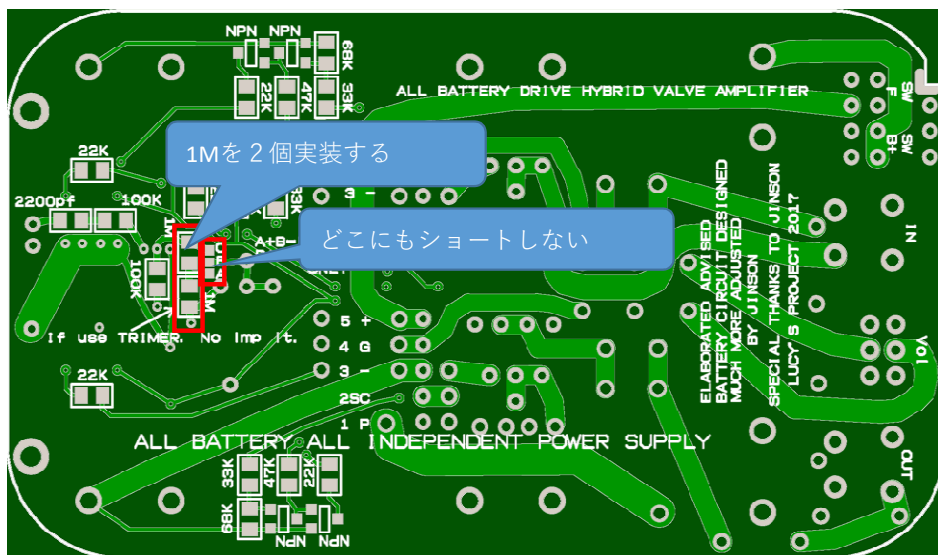 NPN NPN
68K
22K
47K
33K
ALL BATTERY DRIVE HYBRID VALVE AMPLIFIER
SW
F
SW
B+
1Mを2個実装する
22K
2200pf
100K
3 -
1M
A+B-
どこにもショートしない
100K
1M
If use TRIMER. No Imp it.
5 +
4 G
3 -
2SC
1 P
22K
ELABORATED ADVISED
BATTERY CIRCUIT DESIGNED
MUCH MORE ADJUSTED
BY JINSON
SPECIAL THANKS TO JINSON
LUCY'S PROJECT 2017
IN
Vol
OUT
ALL BATTERY ALL INDEPENDENT POWER SUPPLY
33K
47K
22K
68K
NPN NPN